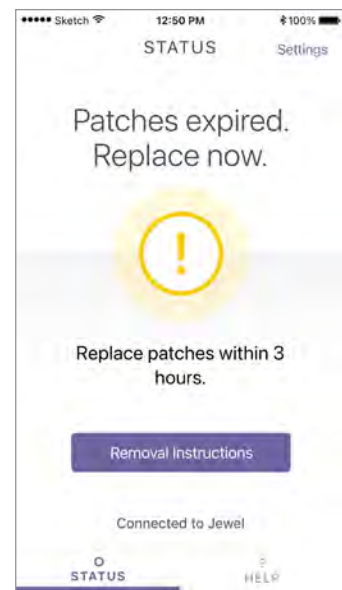 Sketch 12:50 PM 100%
STATUS Settings
Patches expired.
Replace now.
!
Replace patches within 3
hours.
Removal Instructions
Connected to Jewel
?
STATUS HELP